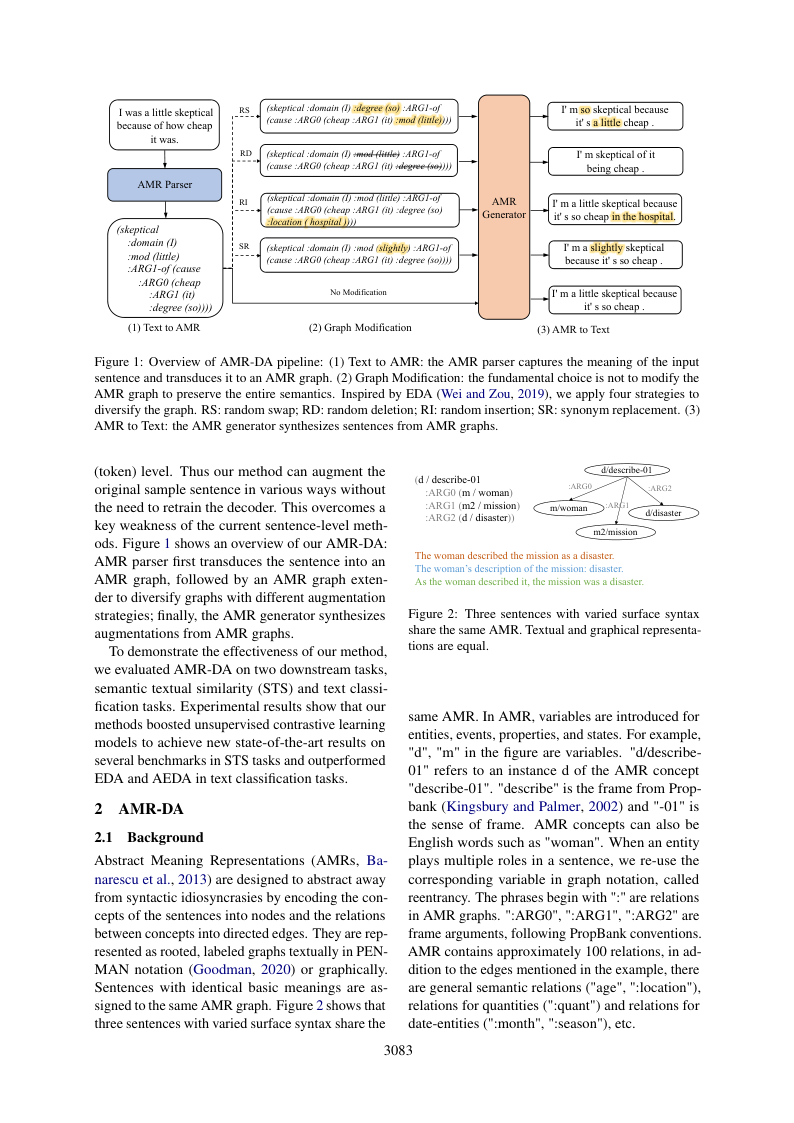 I was a little skeptical
because of how cheap
it was.
AMR Parser
(skeptical
:domain (I)
:mod (little)
:ARG1-of (cause
:ARG0 (cheap
:ARG1 (it)
:degree (so))))
(1) Text to AMR
RS
(skeptical :domain (I) :degree (so) :ARG1-of
(cause :ARG0 (cheap :ARG1 (it) :mod (little))))
RD
(skeptical :domain (I) :mod (little) :ARG1-of
(cause :ARG0 (cheap :ARG1 (it) :degree (so))))
RI
(skeptical :domain (I) :mod (little) :ARG1-of
(cause :ARG0 (cheap :ARG1 (it) :degree (so)
:location ( hospital ))))
SR
(skeptical :domain (I) :mod (slightly) :ARG1-of
(cause :ARG0 (cheap :ARG1 (it) :degree (so))))
No Modification
(2) Graph Modification
AMR
Generator
I' m so skeptical because
it' s a little cheap .
I' m skeptical of it
being cheap .
I' m a little skeptical because
it' s so cheap in the hospital.
I' m a slightly skeptical
because it' s so cheap .
I' m a little skeptical because
it' s so cheap .
(3) AMR to Text
Figure 1: Overview of AMR-DA pipeline: (1) Text to AMR: the AMR parser captures the meaning of the input
sentence and transduces it to an AMR graph. (2) Graph Modification: the fundamental choice is not to modify the
AMR graph to preserve the entire semantics. Inspired by EDA (Wei and Zou, 2019), we apply four strategies to
diversify the graph. RS: random swap; RD: random deletion; RI: random insertion; SR: synonym replacement. (3)
AMR to Text: the AMR generator synthesizes sentences from AMR graphs.
(token) level. Thus our method can augment the
original sample sentence in various ways without
the need to retrain the decoder. This overcomes a
key weakness of the current sentence-level meth-
ods. Figure 1 shows an overview of our AMR-DA:
AMR parser first transduces the sentence into an
AMR graph, followed by an AMR graph exten-
der to diversify graphs with different augmentation
strategies; finally, the AMR generator synthesizes
augmentations from AMR graphs.
To demonstrate the effectiveness of our method,
we evaluated AMR-DA on two downstream tasks,
semantic textual similarity (STS) and text classi-
fication tasks. Experimental results show that our
methods boosted unsupervised contrastive learning
models to achieve new state-of-the-art results on
several benchmarks in STS tasks and outperformed
EDA and AEDA in text classification tasks.
2 AMR-DA
2.1 Background
Abstract Meaning Representations (AMRs, Ba-
narescu et al., 2013) are designed to abstract away
from syntactic idiosyncrasies by encoding the con-
cepts of the sentences into nodes and the relations
between concepts into directed edges. They are rep-
resented as rooted, labeled graphs textually in PEN-
MAN notation (Goodman, 2020) or graphically.
Sentences with identical basic meanings are as-
signed to the same AMR graph. Figure 2 shows that
three sentences with varied surface syntax share the
(d / describe-01
:ARG0 (m / woman)
:ARG1 (m2 / mission)
:ARG2 (d / disaster))
d/describe-01
:ARG0
:ARG1
:ARG2
m/woman
d/disaster
m2/mission
The woman described the mission as a disaster.
The woman's description of the mission: disaster.
As the woman described it, the mission was a disaster.
Figure 2: Three sentences with varied surface syntax
share the same AMR. Textual and graphical representa-
tions are equal.
same AMR. In AMR, variables are introduced for
entities, events, properties, and states. For example,
"d", "m" in the figure are variables. "d/describe-
01" refers to an instance d of the AMR concept
"describe-01". "describe" is the frame from Prop-
bank (Kingsbury and Palmer, 2002) and "-01" is
the sense of frame. AMR concepts can also be
English words such as "woman". When an entity
plays multiple roles in a sentence, we re-use the
corresponding variable in graph notation, called
reentrancy. The phrases begin with ":" are relations
in AMR graphs. ":ARG0", ":ARG1", ":ARG2" are
frame arguments, following PropBank conventions.
AMR contains approximately 100 relations, in ad-
dition to the edges mentioned in the example, there
are general semantic relations ("age", ":location"),
relations for quantities (":quant") and relations for
date-entities (":month", ":season"), etc.
3083